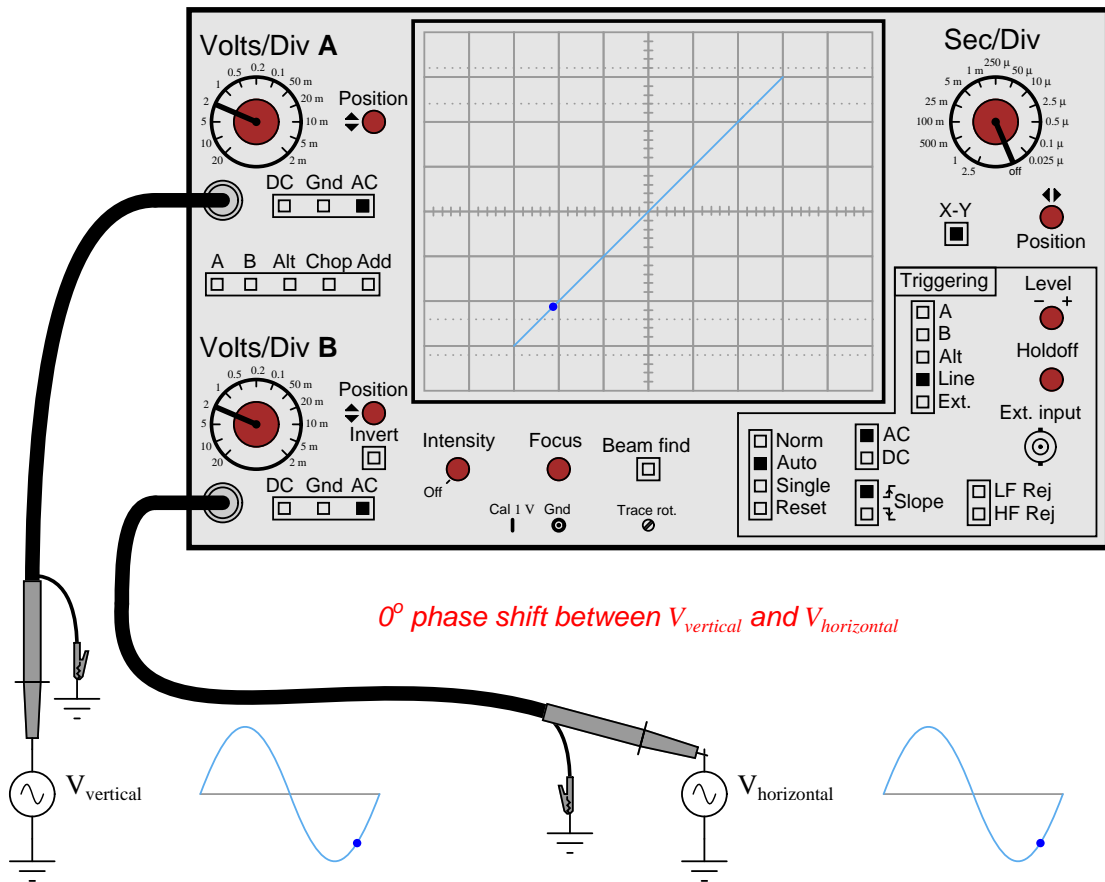 Volts/Div A
0.5 0.2 0.1
1 50 m
2 20 m
5 10 m
10 5 m
20 2 m
Position
DC Gnd AC
A B Alt Chop Add
Volts/Div B
0.5 0.2 0.1
1 50 m
2 20 m
5 10 m
10 5 m
20 2 m
Position
Invert
DC Gnd AC
Intensity
Off
Focus
Beam find
Cal 1 V Gnd Trace rot.
Sec/Div
250 µ
1 m 50 µ
5 m 10 µ
25 m 2.5 µ
100 m 0.5 µ
500 m 0.1 µ
1 0.025 µ
2.5 off
X-Y
Position
Triggering
A
B
Alt
Line
Ext.
Level
− +
Holdoff
Ext. input
Norm
Auto
Single
Reset
AC
DC
Slope
LF Rej
HF Rej
0º phase shift between Vvertical and Vhorizontal
Vvertical
Vhorizontal